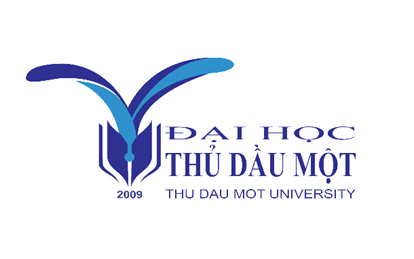 ĐẠI HỌC
THỦ DẦU MỘT
2009
THU DAU MOT UNIVERSITY